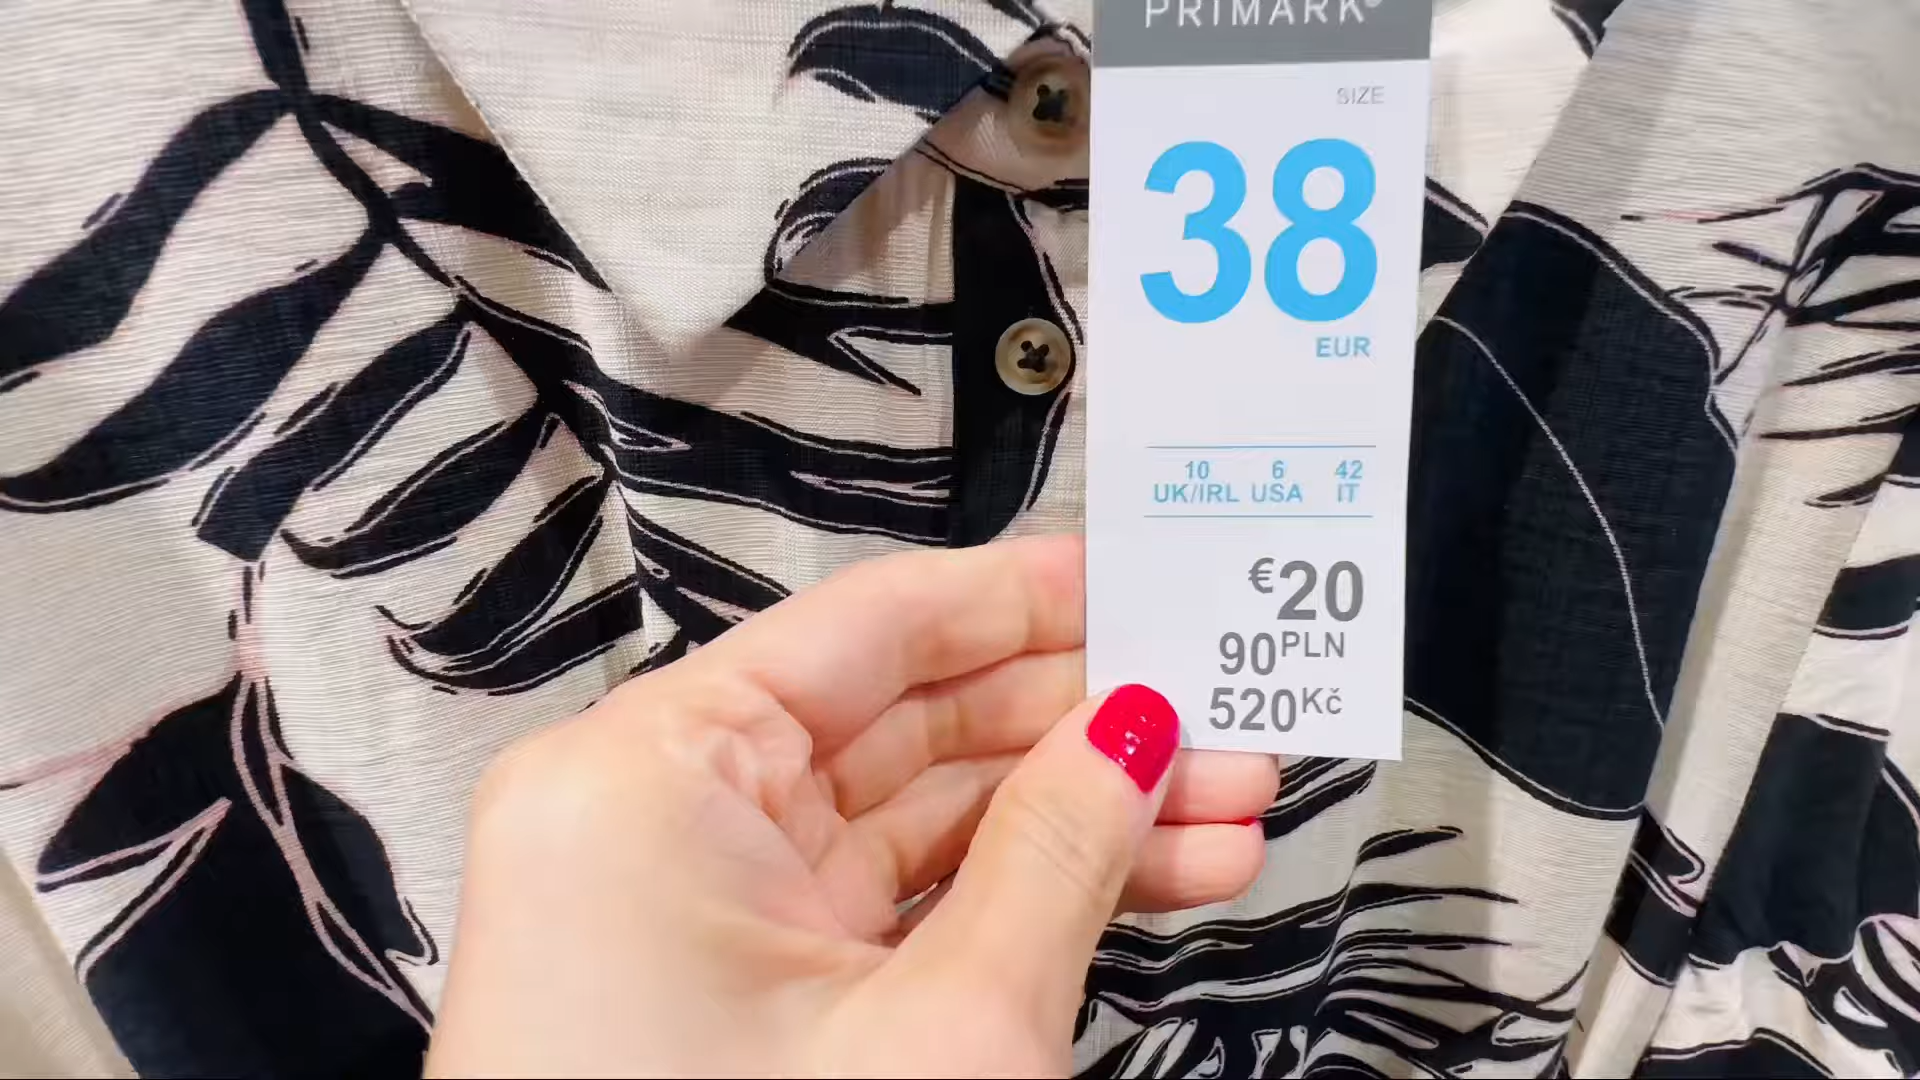 PRIMARK®
SIZE
38
EUR
10 6 42
UK/IRL USA IT
€20
90PLN
520Kč